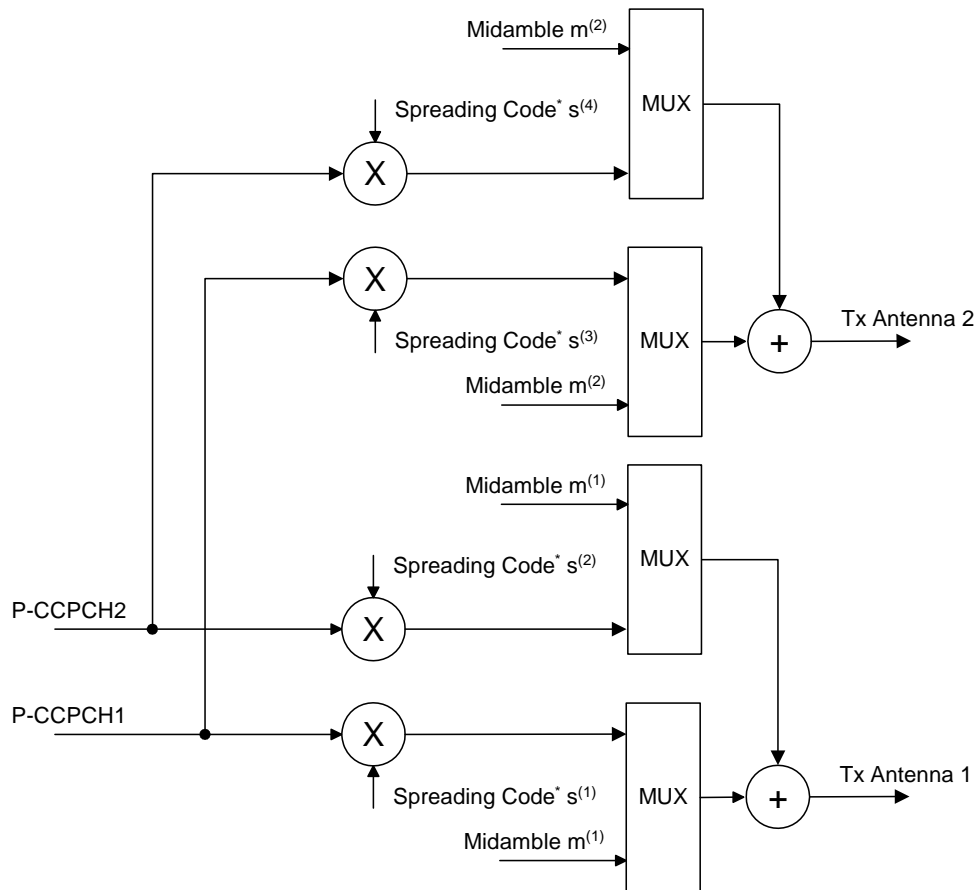 Midamble m(2)
MUX
Spreading Code* s(4)
X
X
Tx Antenna 2
Spreading Code* s(3)
MUX
+
Midamble m(2)
Midamble m(1)
MUX
Spreading Code* s(2)
P-CCPCH2
X
P-CCPCH1
X
Tx Antenna 1
Spreading Code* s(1)
MUX
+
Midamble m(1)